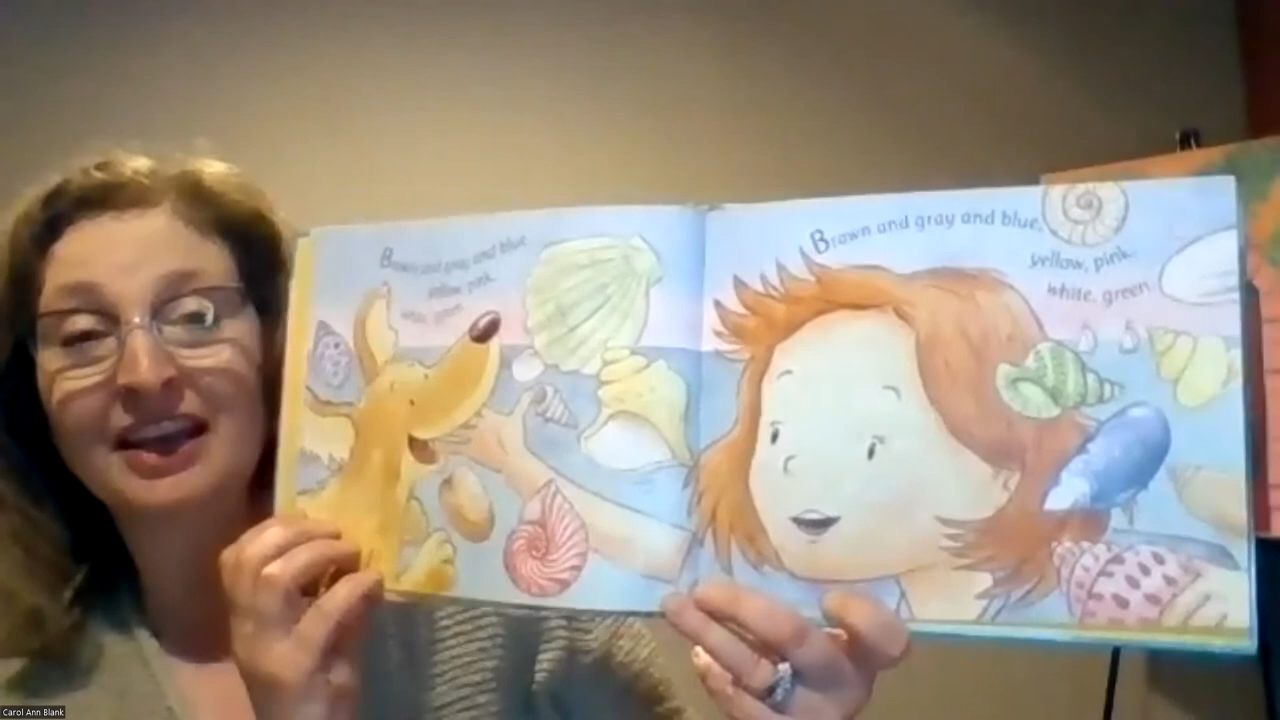 Brown and gray and blue
yellow, pink,
white, green
Brown and gray and blue,
yellow, pink,
white, green
Carol Ann Blank